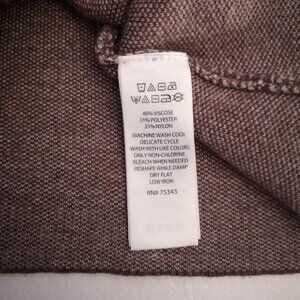 48% VISCOSE
31% POLYESTER
21% NYLON
MACHINE WASH COOL
DELICATE CYCLE
WASH WITH LIKE COLORS
ONLY NON-CHLORINE
BLEACH WHEN NEEDED
RESHAPE WHILE DAMP
DRY FLAT
LOW IRON
RN# 75343